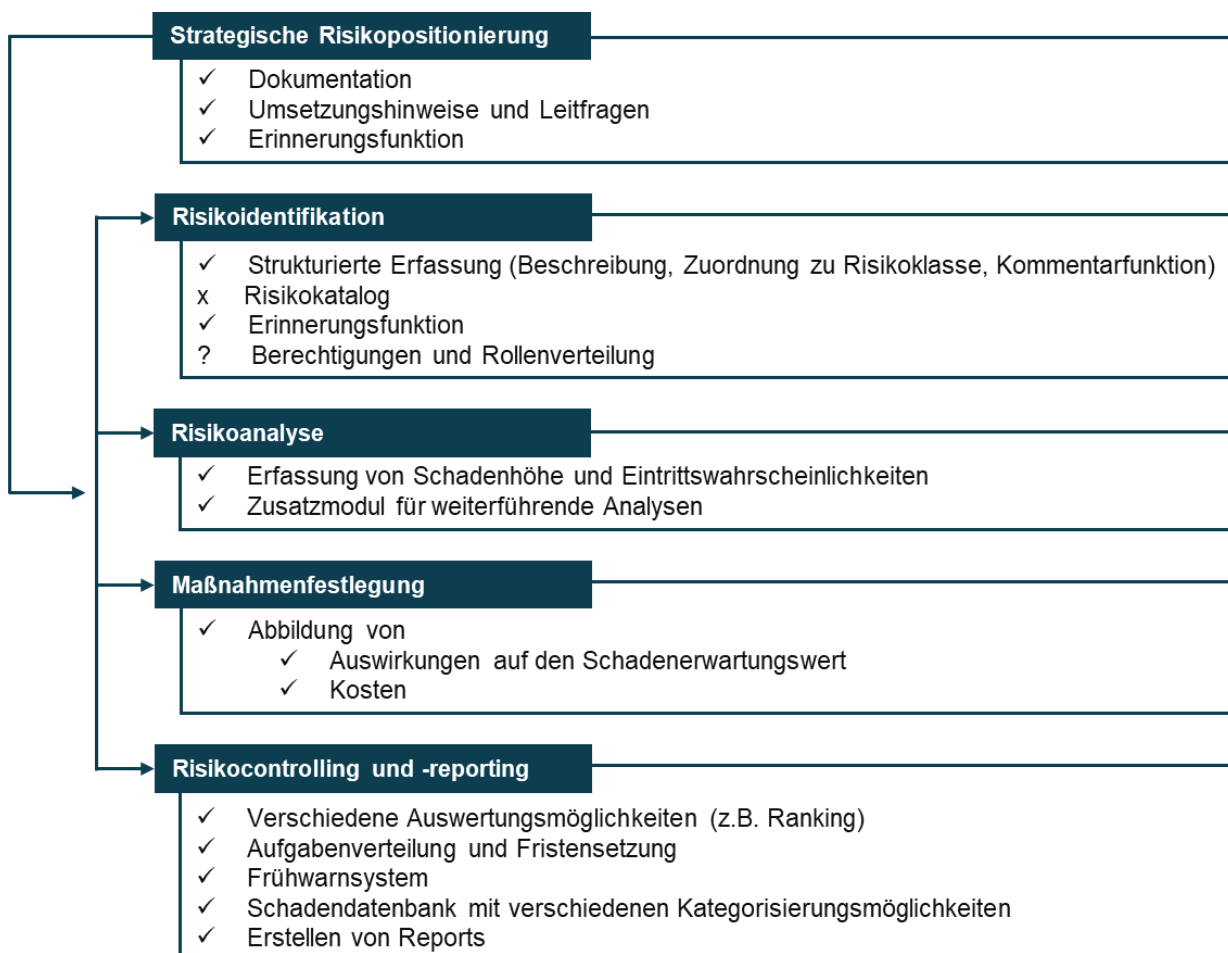 Strategische Risikopositionierung
✓ Dokumentation
✓ Umsetzungshinweise und Leitfragen
✓ Erinnerungsfunktion
Risikoidentifikation
✓ Strukturierte Erfassung (Beschreibung, Zuordnung zu Risikoklasse, Kommentarfunktion)
x Risikokatalog
✓ Erinnerungsfunktion
? Berechtigungen und Rollenverteilung
Risikoanalyse
✓ Erfassung von Schadenhöhe und Eintrittswahrscheinlichkeiten
✓ Zusatzmodul für weiterführende Analysen
Maßnahmenfestlegung
✓ Abbildung von
✓ Auswirkungen auf den Schadenerwartungswert
✓ Kosten
Risikocontrolling und -reporting
✓ Verschiedene Auswertungsmöglichkeiten (z.B. Ranking)
✓ Aufgabenverteilung und Fristensetzung
✓ Frühwarnsystem
✓ Schadendatenbank mit verschiedenen Kategorisierungsmöglichkeiten
✓ Erstellen von Reports